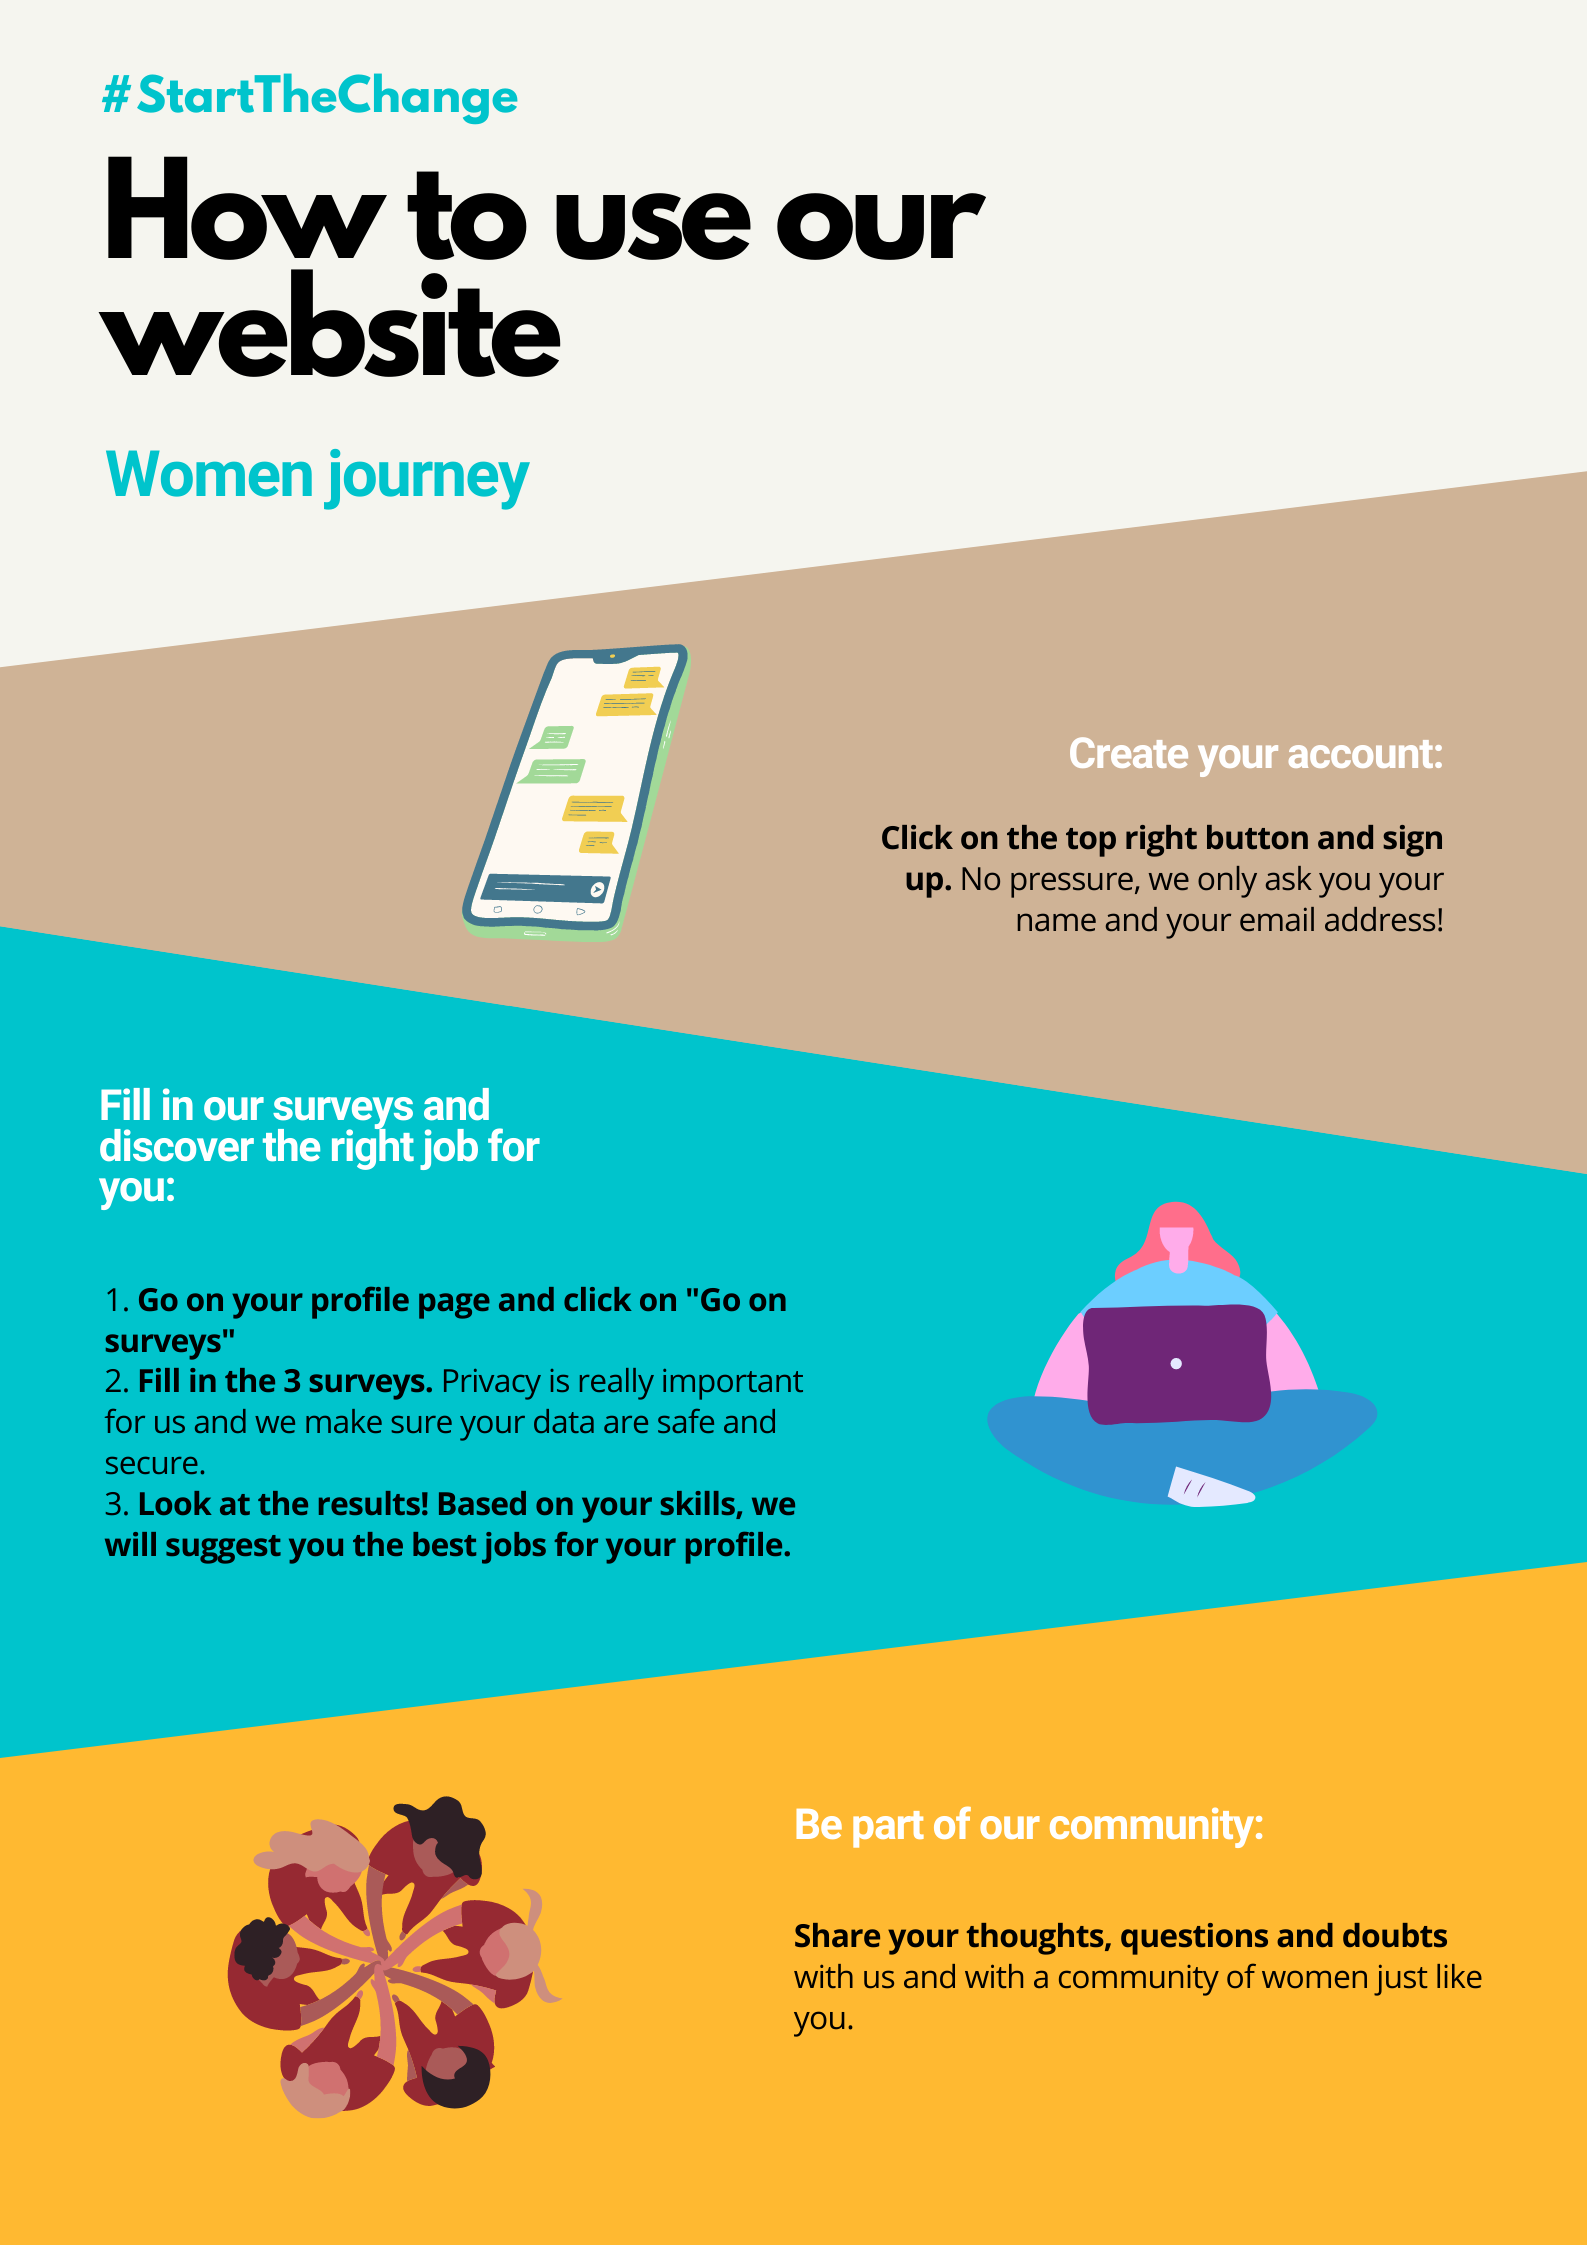 #StartTheChange
How to use our
website
Women journey
Create your account:
Click on the top right button and sign
up. No pressure, we only ask you your
name and your email address!
Fill in our surveys and
discover the right job for
you:
1. Go on your profile page and click on "Go on
surveys"
2. Fill in the 3 surveys. Privacy is really important
for us and we make sure your data are safe and
secure.
3. Look at the results! Based on your skills, we
will suggest you the best jobs for your profile.
Be part of our community:
Share your thoughts, questions and doubts
with us and with a community of women just like
you.